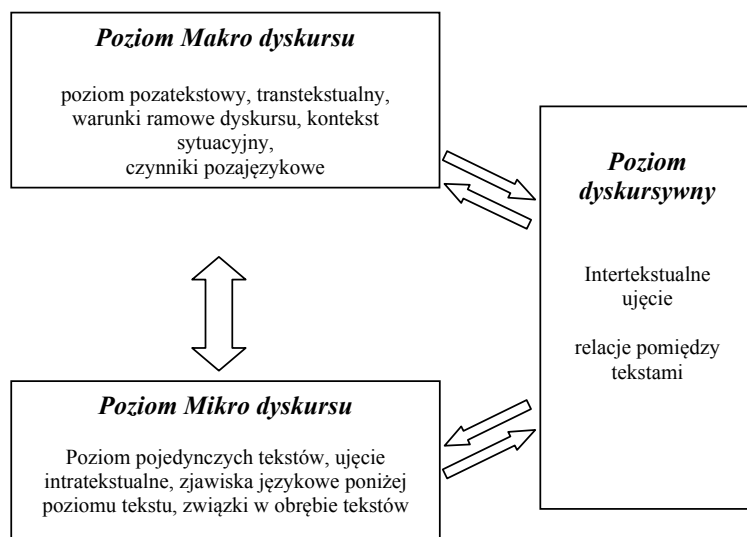 Poziom Makro dyskursu
poziom pozatekstowy, transtekstualny,
warunki ramowe dyskursu, kontekst
sytuacyjny,
czynniki pozajęzykowe
Poziom
dyskursywny
Intertekstualne
ujęcie
relacje pomiędzy
tekstami
Poziom Mikro dyskursu
Poziom pojedynczych tekstów, ujęcie
intratekstualne, zjawiska językowe poniżej
poziomu tekstu, związki w obrębie tekstów